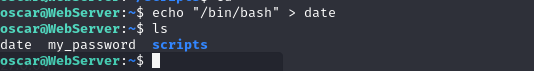 oscar@WebServer:~$ echo "/bin/bash" > date
oscar@WebServer:~$ ls
date  my_password  scripts
oscar@WebServer:~$